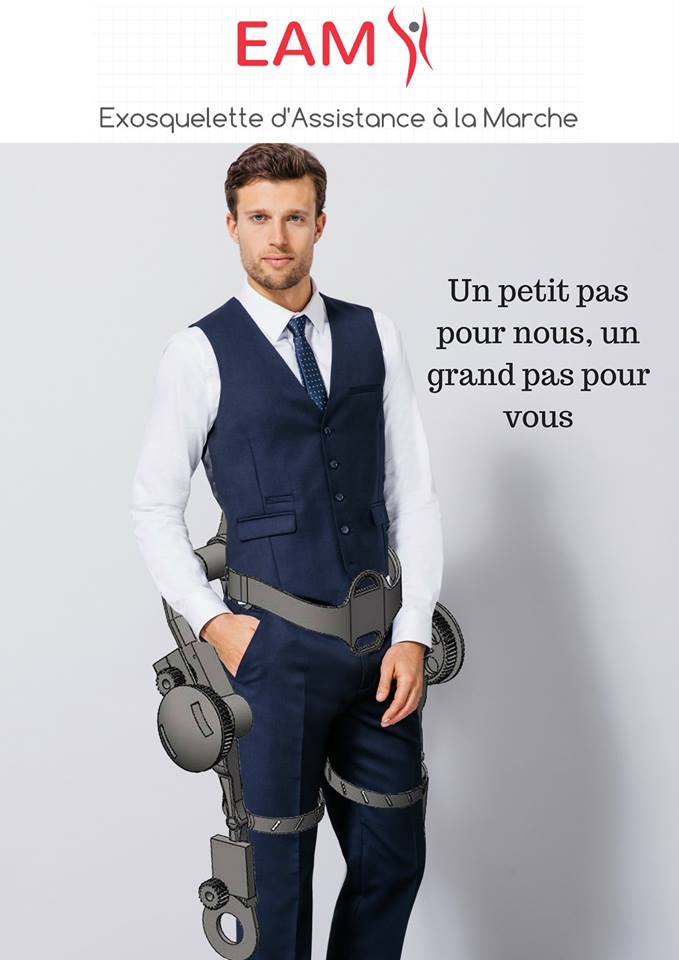 EAM
Exosquelette d'Assistance à la Marche
Un petit pas
pour nous, un
grand pas pour
vous